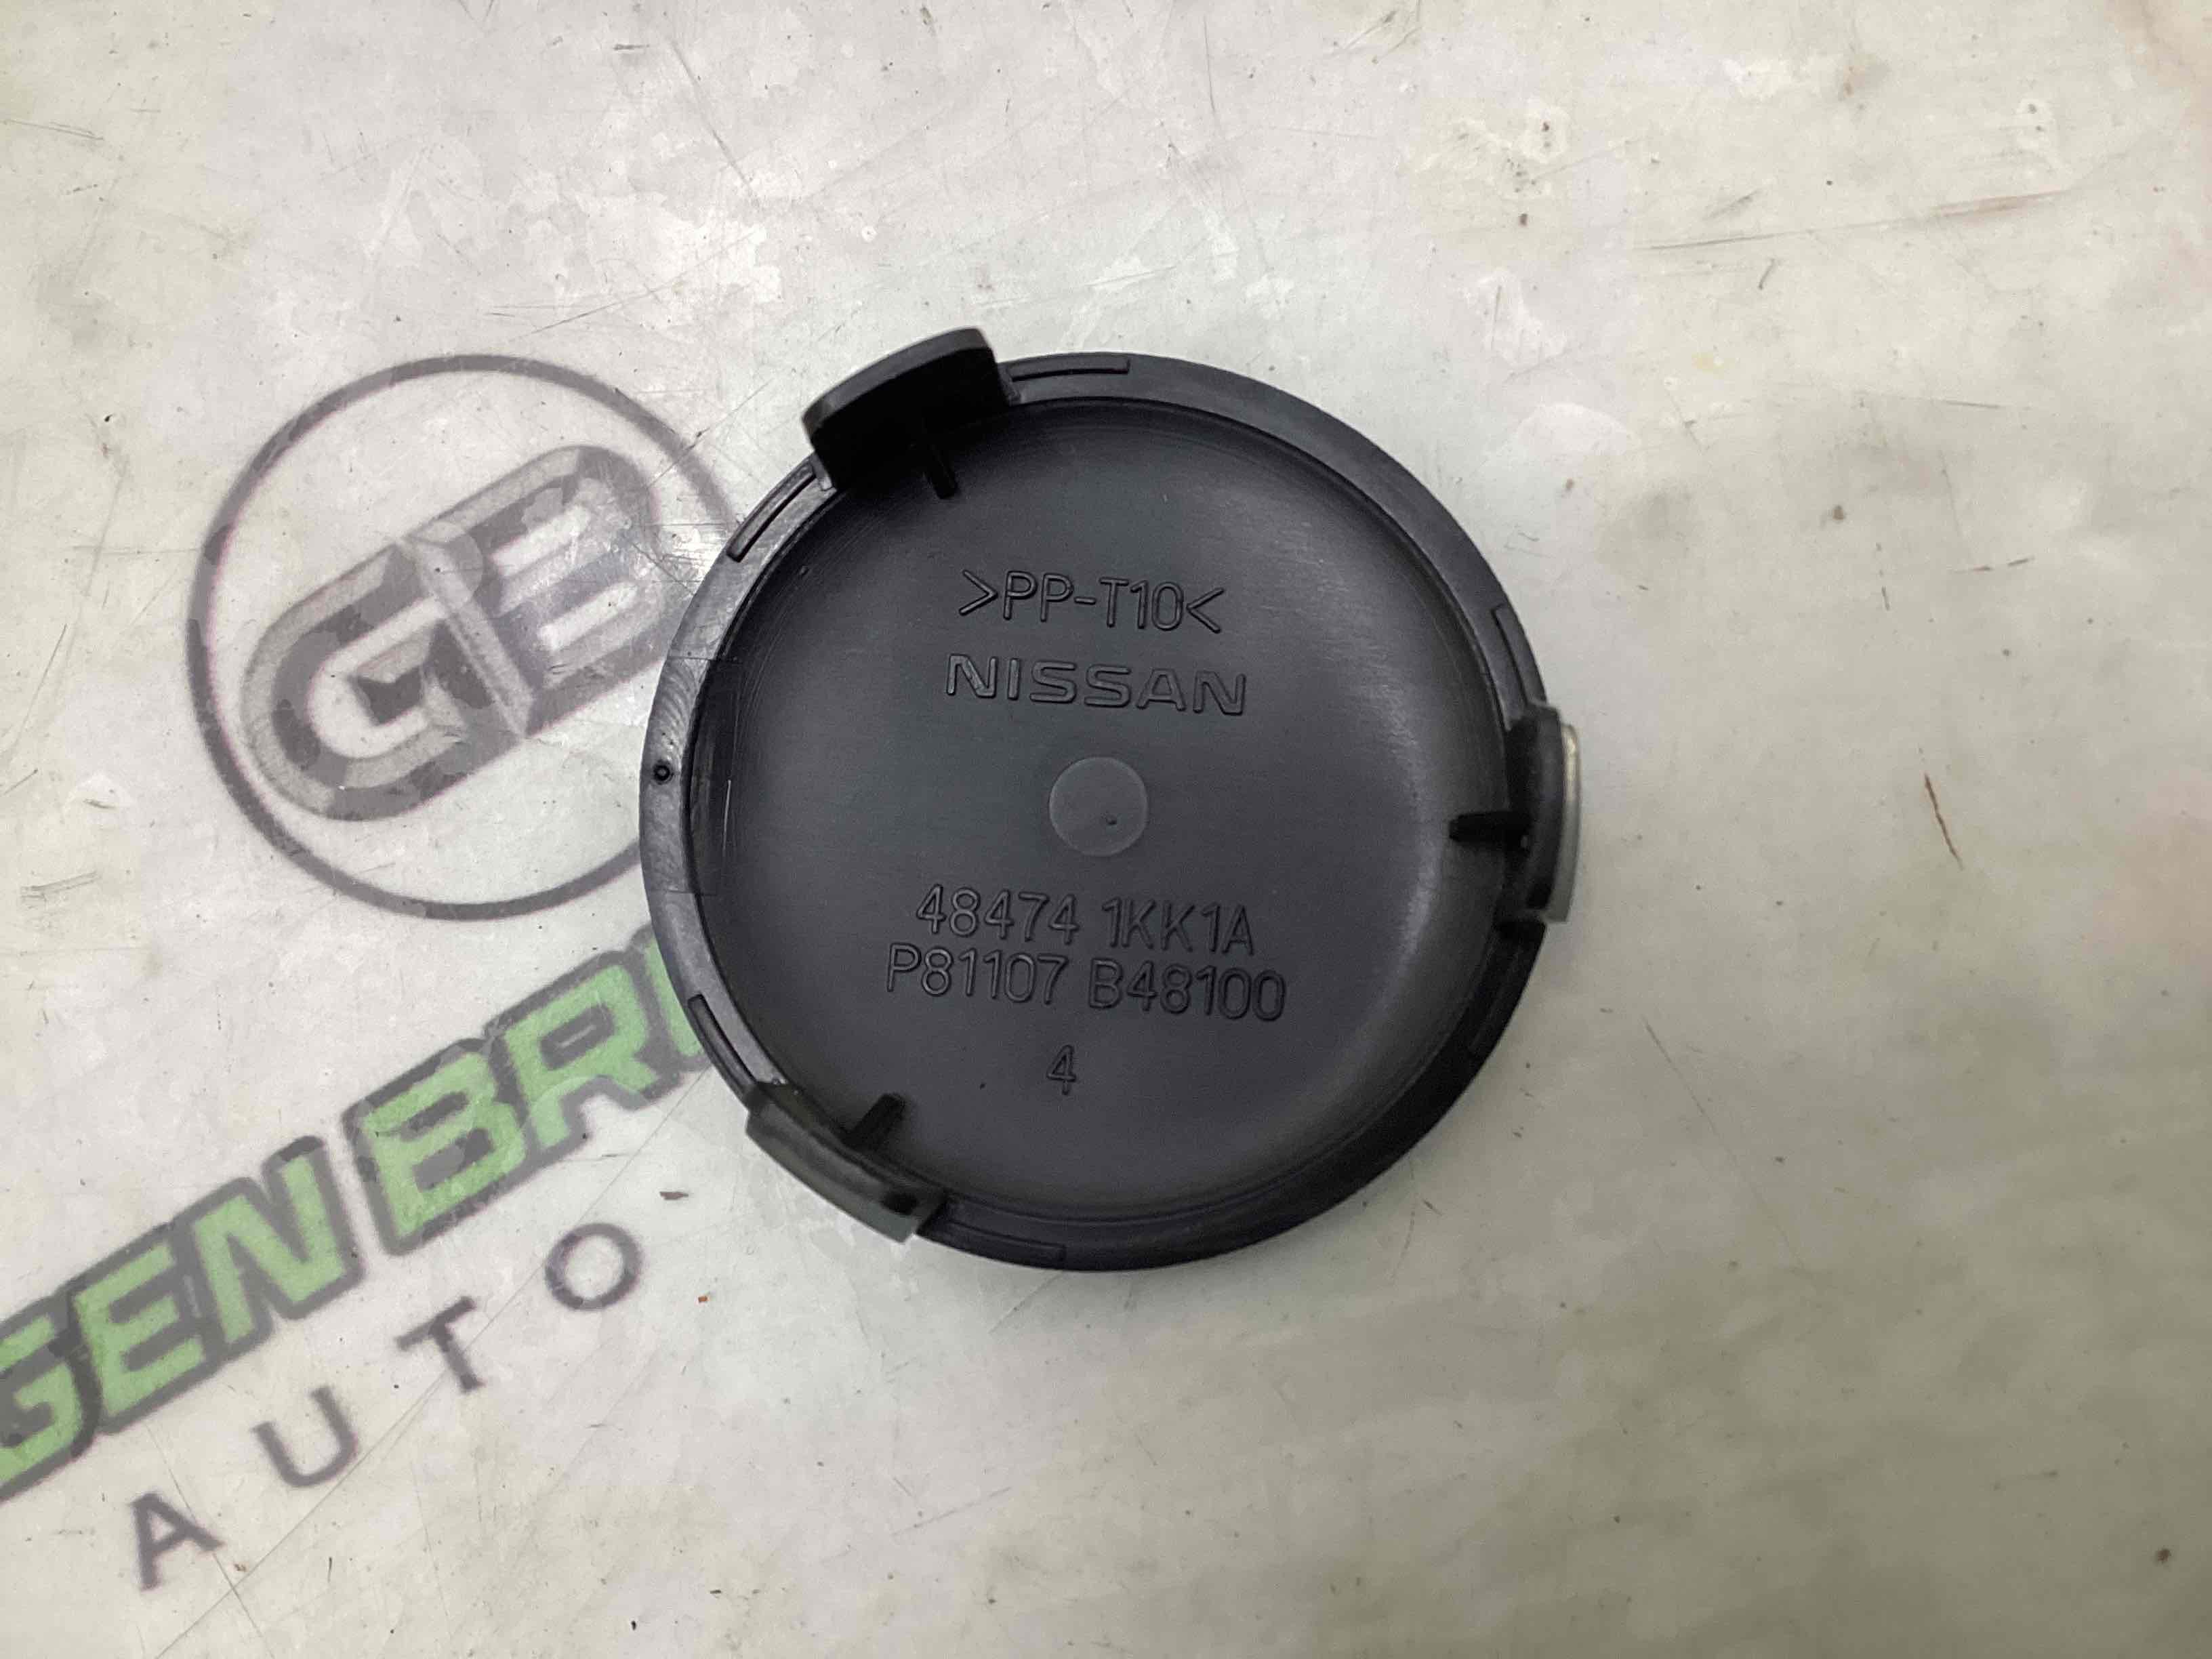 >PP-T10<
NISSAN
48474 1KK1A
P81107 B48100
4
GB
GEN BR
AUTO